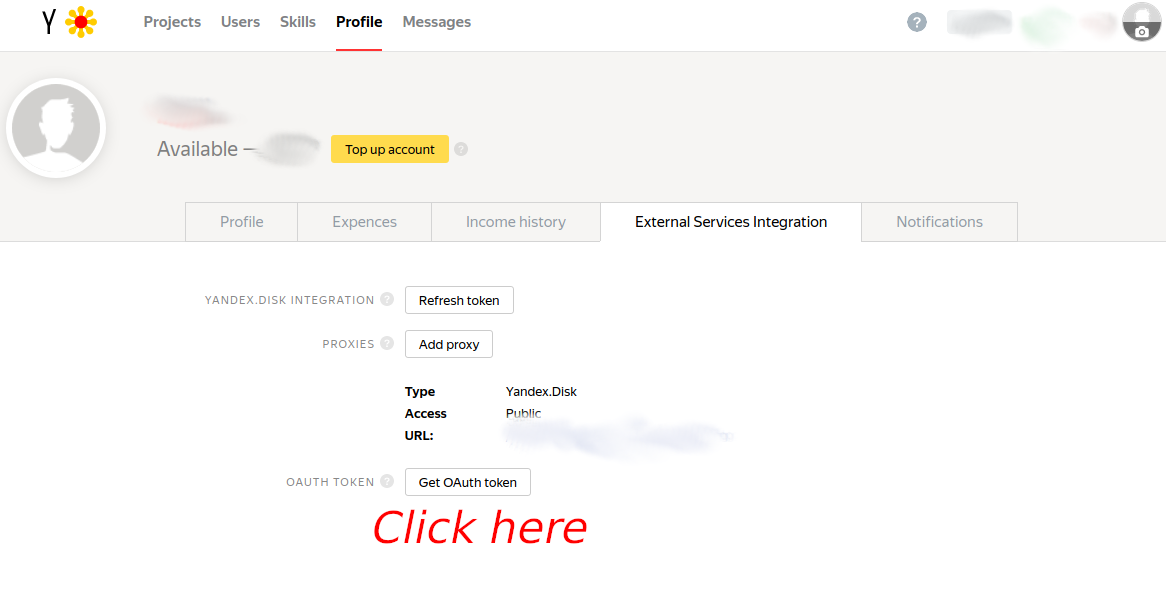 Y
Projects Users Skills Profile Messages ?
Available —
Top up account ?
Profile Expences Income history External Services Integration Notifications
YANDEX.DISK INTEGRATION ? Refresh token
PROXIES ? Add proxy
Type Yandex.Disk
Access Public
URL:
OAUTH TOKEN ? Get OAuth token
Click here